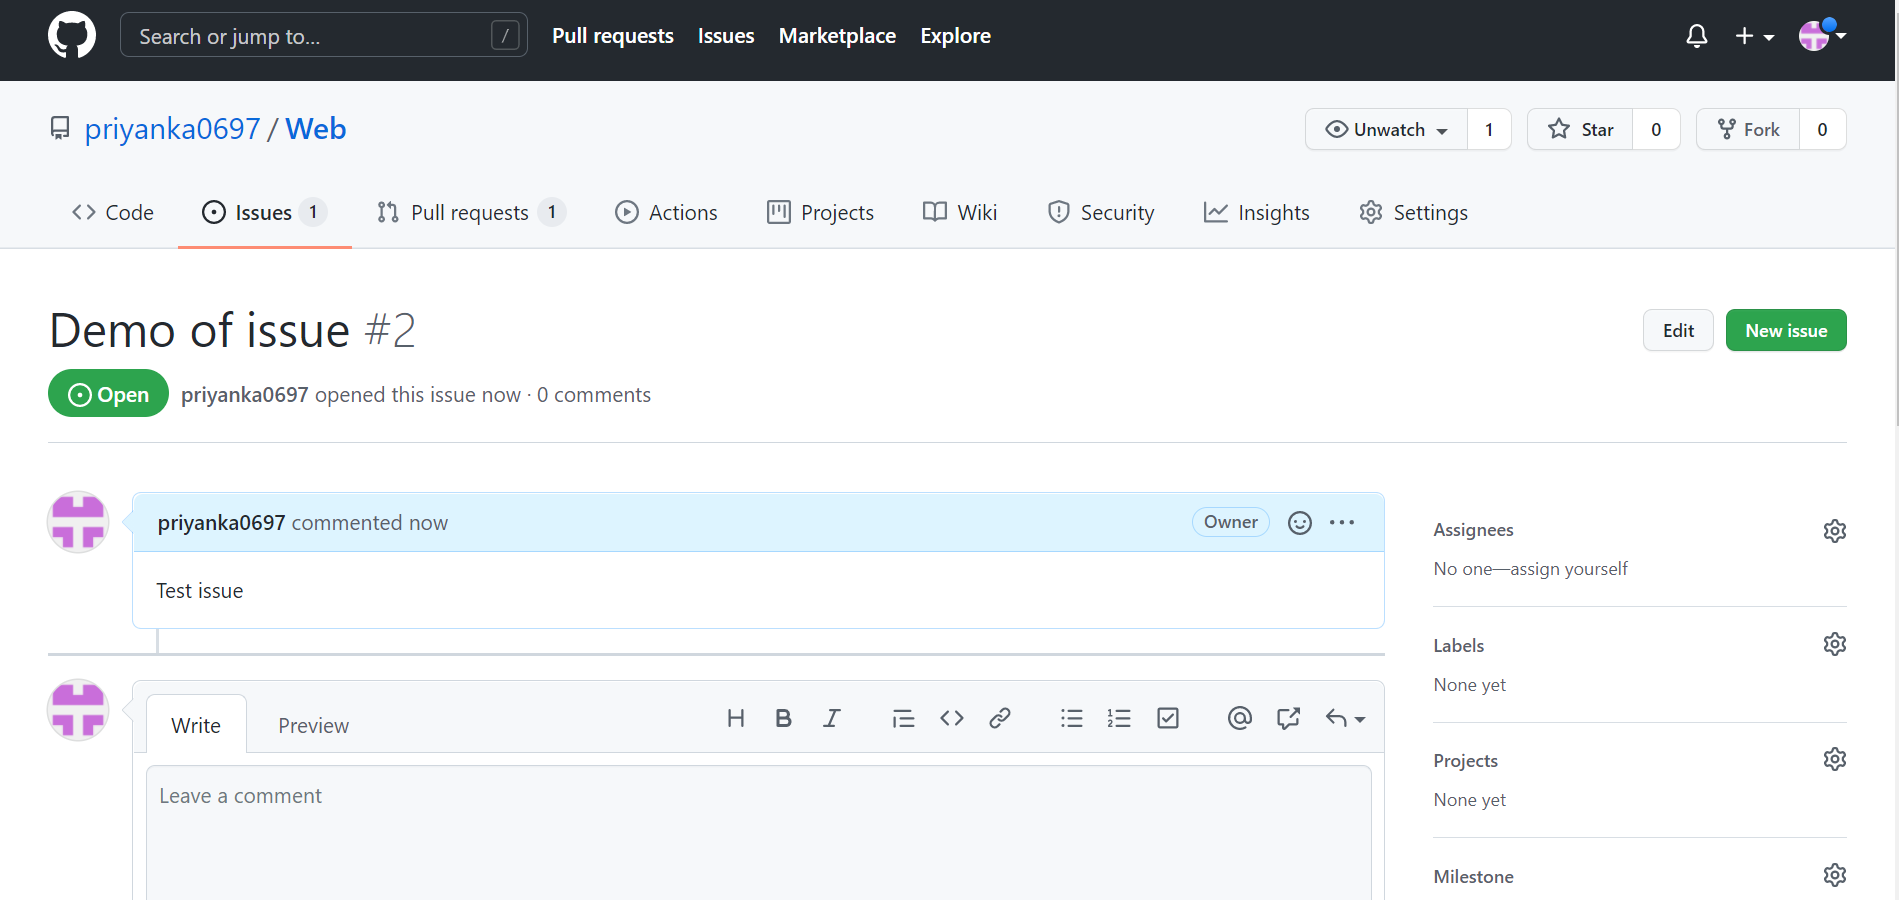 Search or jump to... / Pull requests Issues Marketplace Explore
priyanka0697 / Web Unwatch 1 Star 0 Fork 0
Code Issues 1 Pull requests 1 Actions Projects Wiki Security Insights Settings
Demo of issue #2 Edit New issue
Open priyanka0697 opened this issue now · 0 comments
priyanka0697 commented now Owner
Test issue
Write Preview
Leave a comment
Assignees
No one—assign yourself
Labels
None yet
Projects
None yet
Milestone